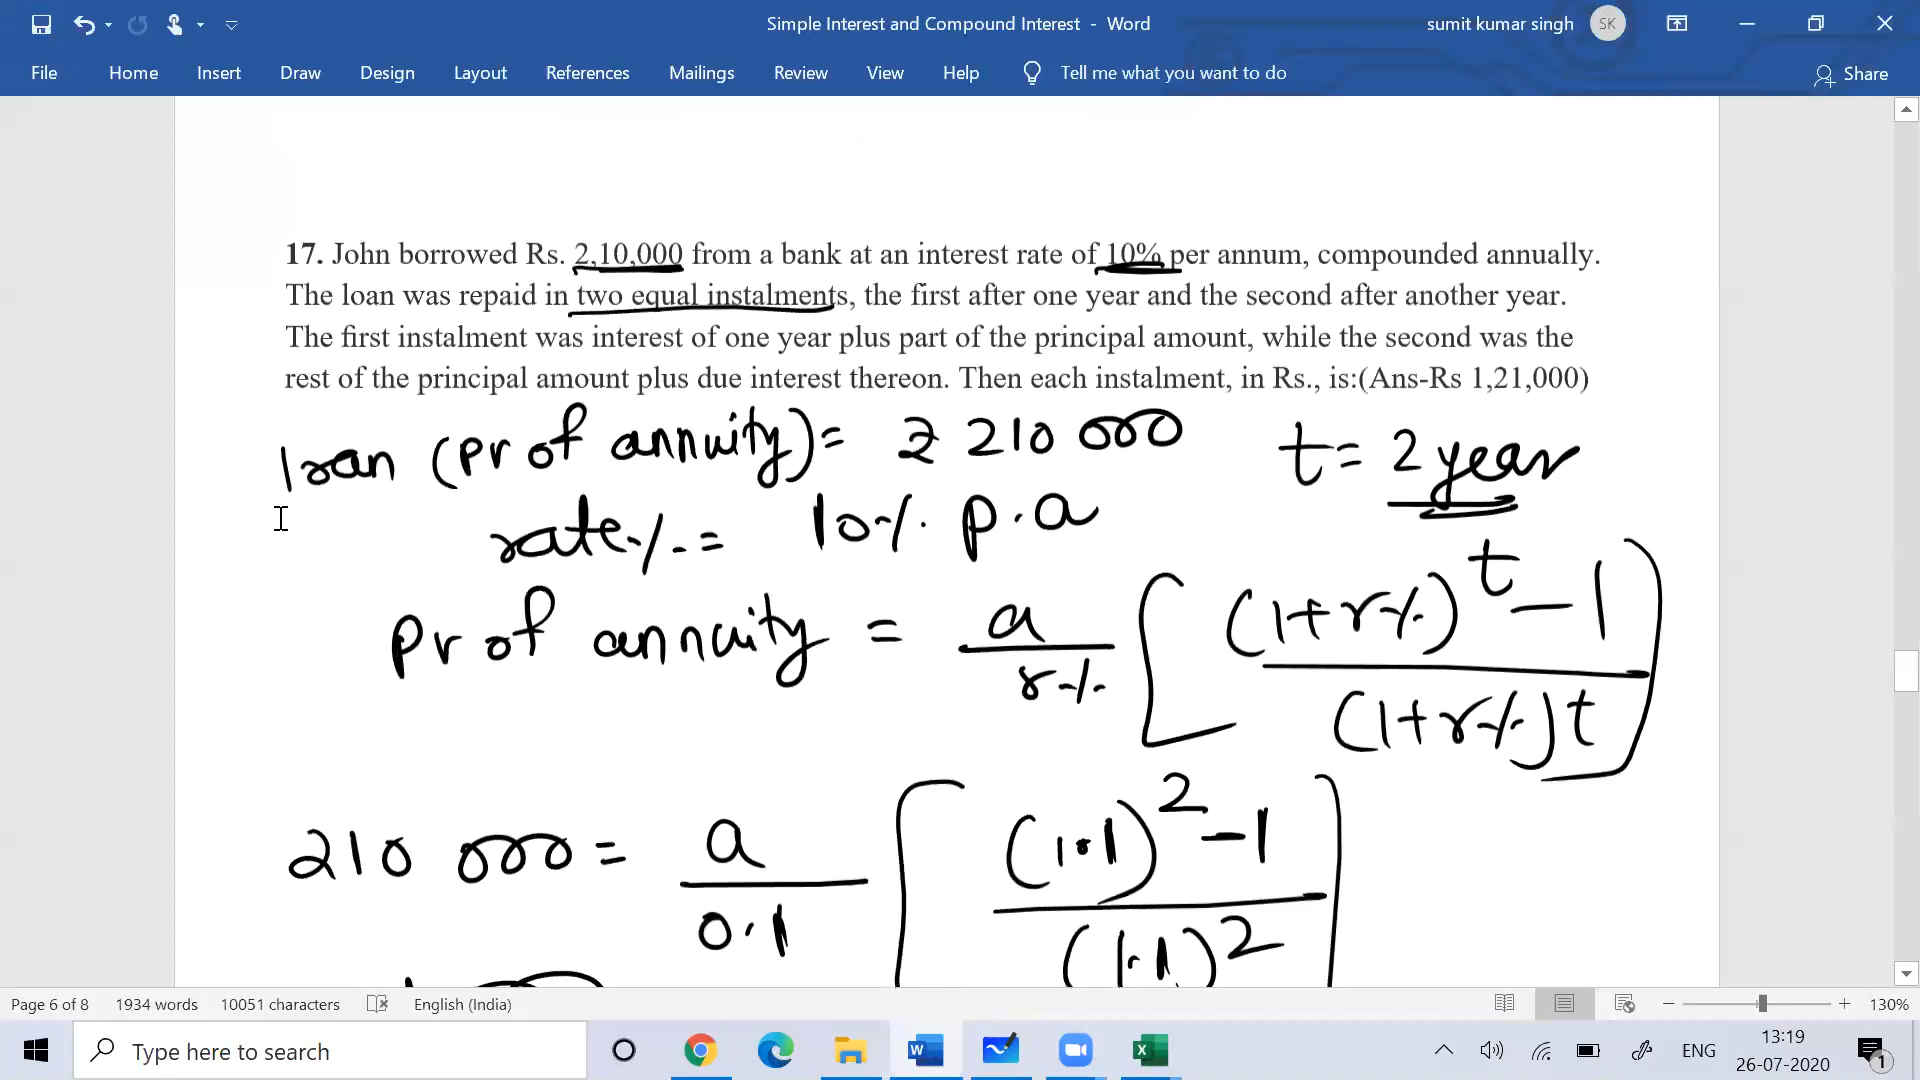 Simple Interest and Compound Interest - Word
sumit kumar singh
SK
File Home Insert Draw Design Layout References Mailings Review View Help Tell me what you want to do
Share
17. John borrowed Rs. 2,10,000 from a bank at an interest rate of 10% per annum, compounded annually.
The loan was repaid in two equal instalments, the first after one year and the second after another year.
The first instalment was interest of one year plus part of the principal amount, while the second was the
rest of the principal amount plus due interest thereon. Then each instalment, in Rs., is:(Ans-Rs 1,21,000)
loan (pr of annuity) = ₹ 210 000 t = 2 year
rate % = 10% p.a
pr of annuity = a / r% [ (1+r%)^t - 1 / (1+r%)t ]
210 000 = a / 0.1 [ (1.1)^2 - 1 / (1.1)^2 ]
Page 6 of 8 1934 words 10051 characters English (India) 130%
Type here to search
ENG
13:19
26-07-2020
1